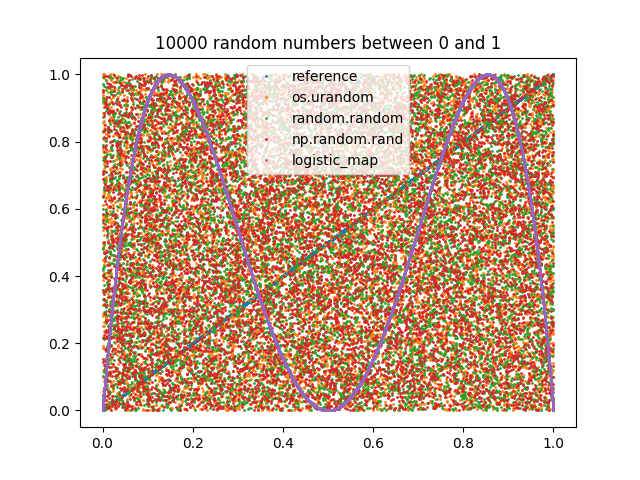 10000 random numbers between 0 and 1
reference
os.urandom
random.random
np.random.rand
logistic_map
1.0
0.8
0.6
0.4
0.2
0.0
0.0 0.2 0.4 0.6 0.8 1.0